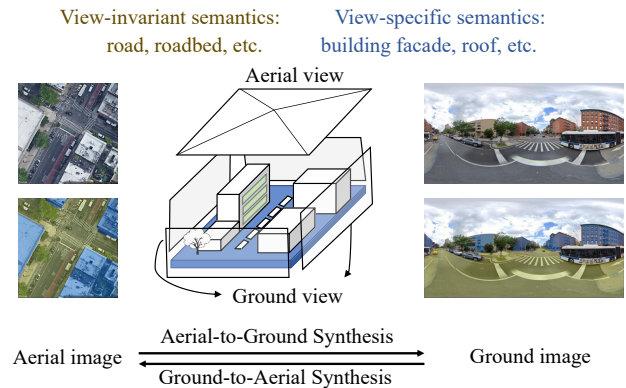 View-invariant semantics:
road, roadbed, etc.
View-specific semantics:
building facade, roof, etc.
Aerial view
Ground view
Aerial image
Aerial-to-Ground Synthesis
Ground-to-Aerial Synthesis
Ground image